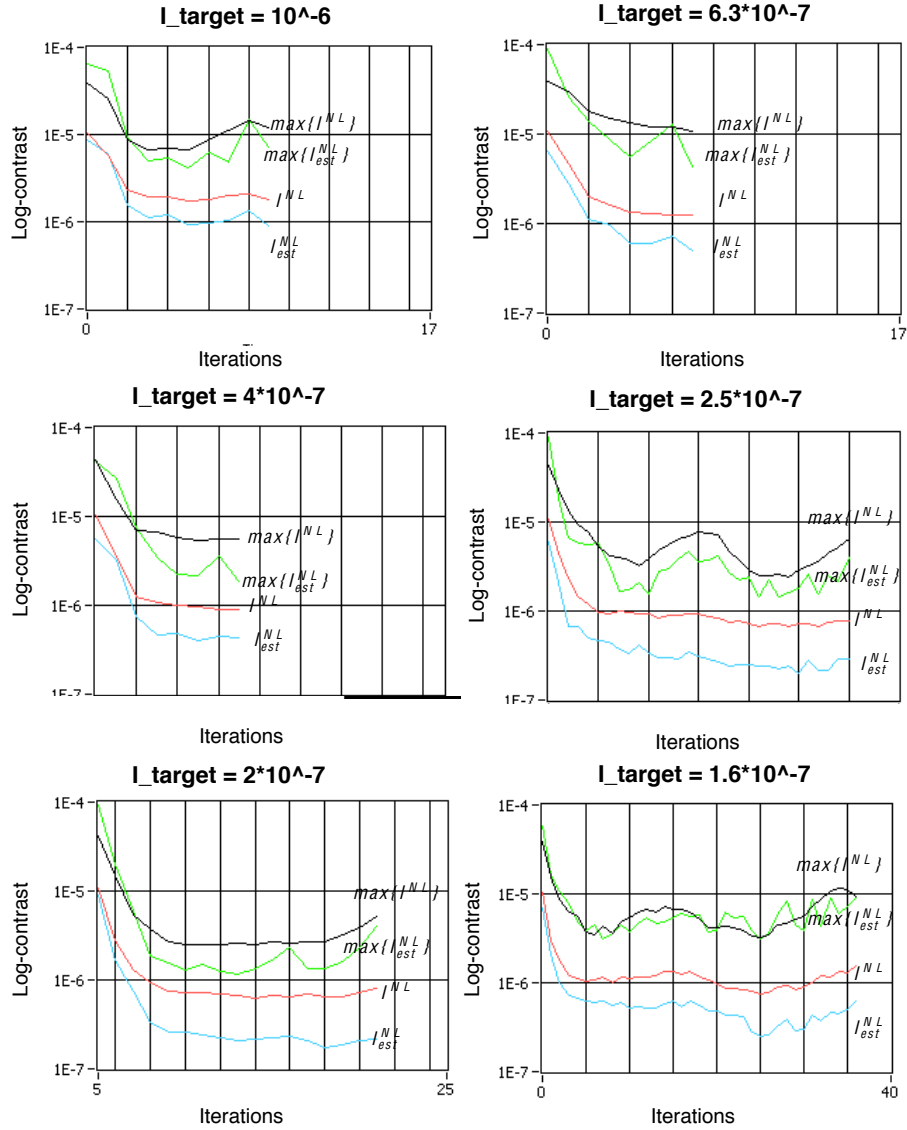 I_target = 10^-6
1E-4
1E-5
1E-6
1E-7
Log-contrast
max{I^NL}
max{I_est^NL}
I^NL
I_est^NL
0
17
Iterations
I_target = 6.3*10^-7
1E-4
1E-5
1E-6
1E-7
Log-contrast
max{I^NL}
max{I_est^NL}
I^NL
I_est^NL
0
17
Iterations
I_target = 4*10^-7
1E-4
1E-5
1E-6
1E-7
Log-contrast
max{I^NL}
max{I_est^NL}
I^NL
I_est^NL
Iterations
I_target = 2.5*10^-7
1E-4
1E-5
1E-6
1E-7
Log-contrast
max{I^NL}
max{I_est^NL}
I^NL
I_est^NL
Iterations
I_target = 2*10^-7
1E-4
1E-5
1E-6
1E-7
Log-contrast
max{I^NL}
max{I_est^NL}
I^NL
I_est^NL
5
25
Iterations
I_target = 1.6*10^-7
1E-4
1E-5
1E-6
1E-7
Log-contrast
max{I^NL}
max{I_est^NL}
I^NL
I_est^NL
0
40
Iterations